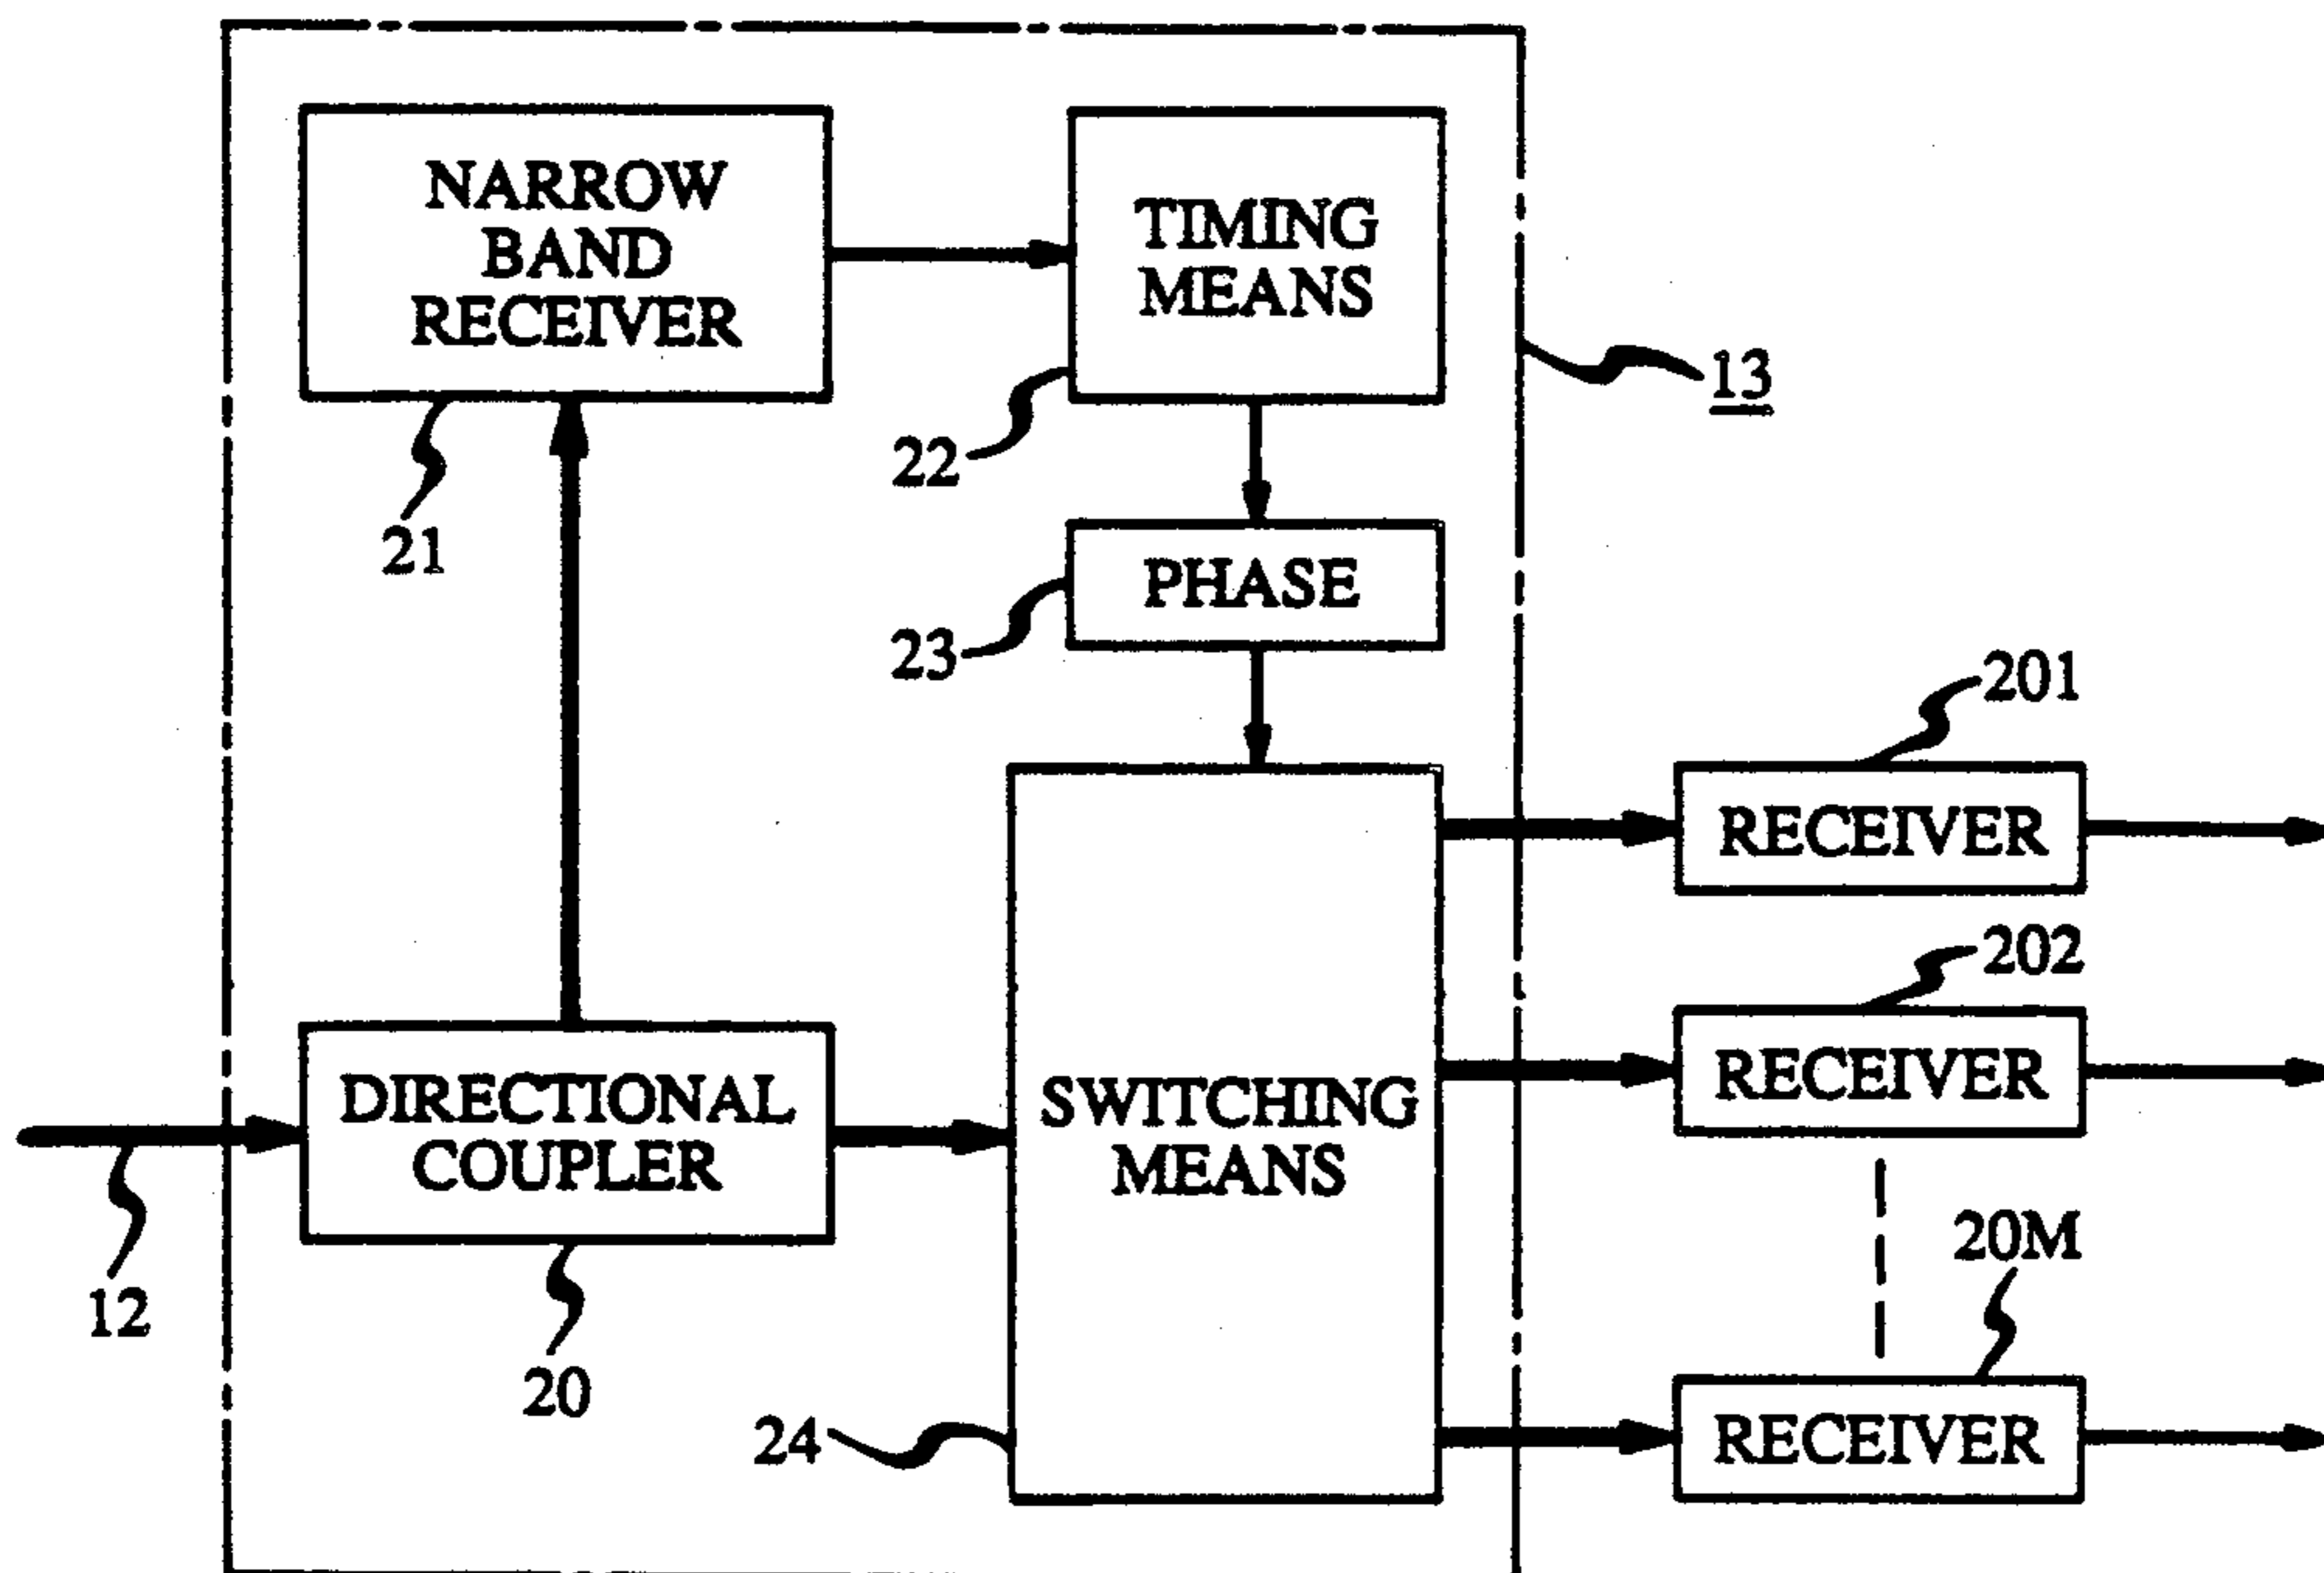 NARROW
BAND
RECEIVER
TIMING
MEANS
13
22
21
PHASE
23
201
RECEIVER
202
RECEIVER
DIRECTIONAL
COUPLER
SWITCHING
MEANS
12
20
20M
24
RECEIVER